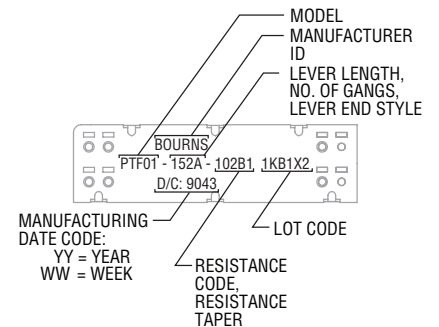 MODEL
MANUFACTURER
ID
LEVER LENGTH,
NO. OF GANGS,
LEVER END STYLE
BOURNS
PTF01 - 152A - 102B1 1KB1X2
D/C: 9043
MANUFACTURING
DATE CODE:
YY = YEAR
WW = WEEK
LOT CODE
RESISTANCE
CODE,
RESISTANCE
TAPER